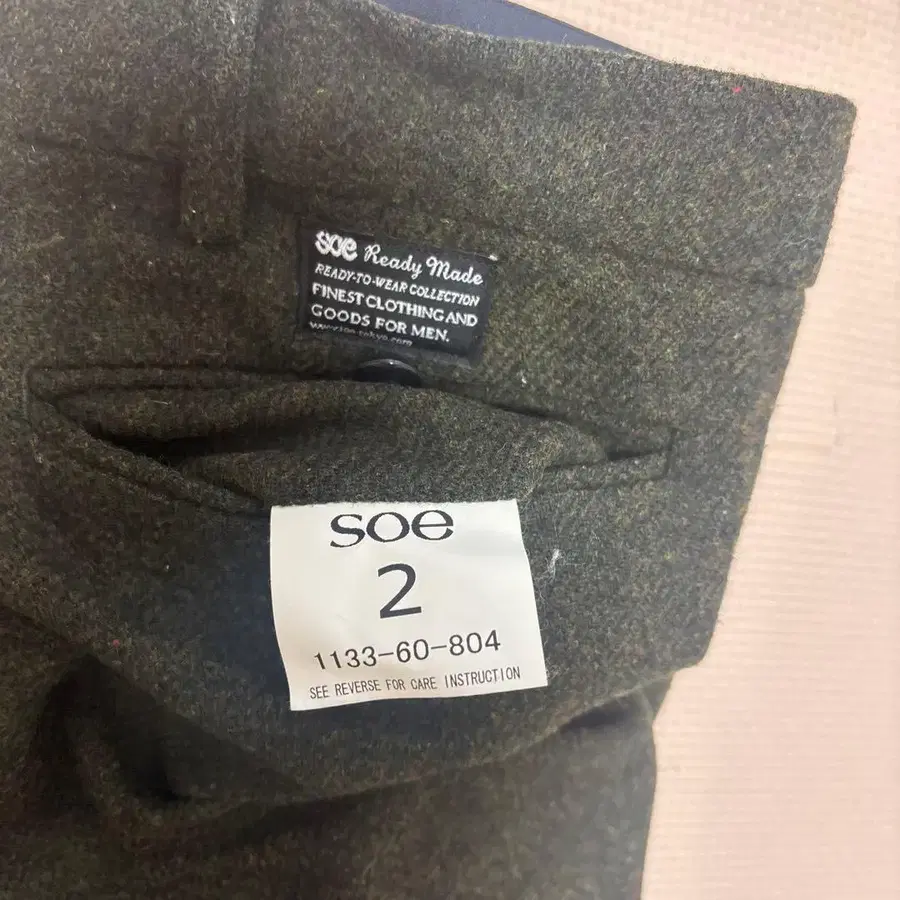 soe Ready Made
READY-TO-WEAR COLLECTION
FINEST CLOTHING AND
GOODS FOR MEN.
soe
2
1133-60-804
SEE REVERSE FOR CARE INSTRUCTION